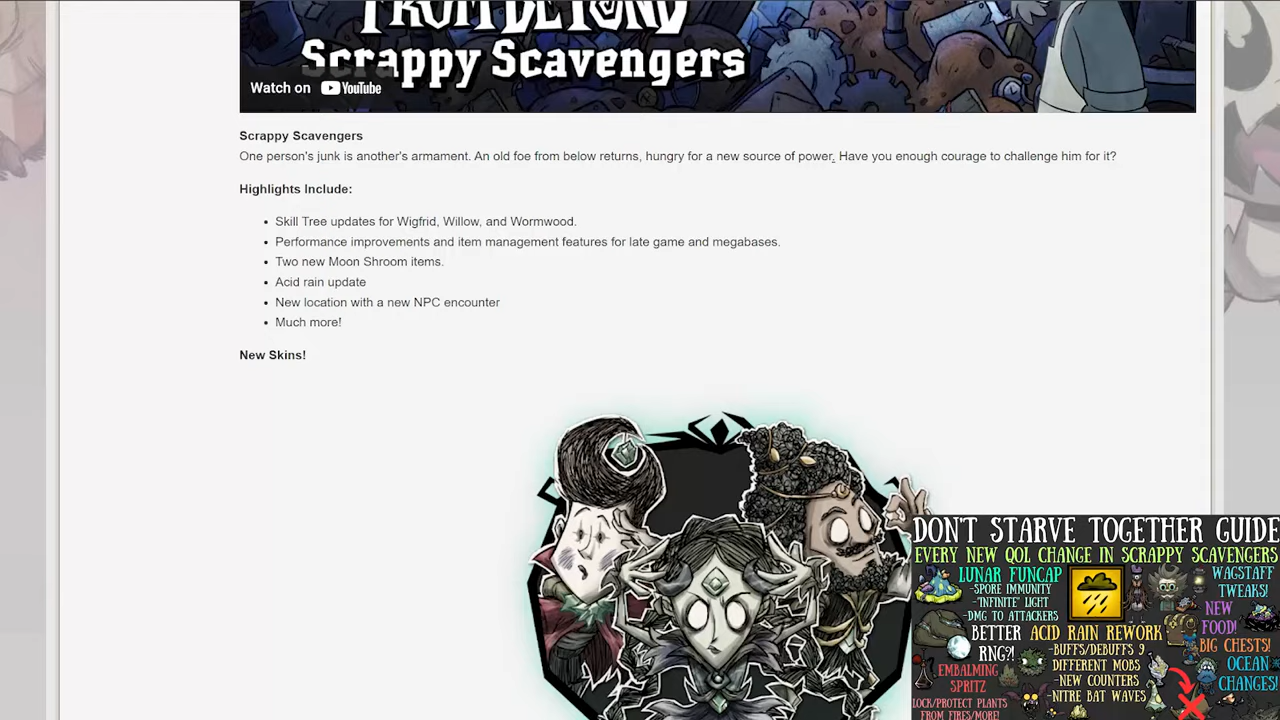 FROM BEYOND
Scrappy Scavengers
Watch on YouTube
Scrappy Scavengers
One person's junk is another's armament. An old foe from below returns, hungry for a new source of power. Have you enough courage to challenge him for it?
Highlights Include:
• Skill Tree updates for Wigfrid, Willow, and Wormwood.
• Performance improvements and item management features for late game and megabases.
• Two new Moon Shroom items.
• Acid rain update
• New location with a new NPC encounter
• Much more!
New Skins!
DON'T STARVE TOGETHER GUIDE
EVERY NEW QOL CHANGE IN SCRAPPY SCAVENGERS
LUNAR FUNCAP
-SPORE IMMUNITY
-"INFINITE" LIGHT
-DMG TO ATTACKERS
WAGSTAFF
TWEAKS!
NEW
FOOD!
BETTER
RNG?!
ACID RAIN REWORK
-BUFFS/DEBUFFS 9
DIFFERENT MOBS
-NEW COUNTERS
-NITRE BAT WAVES
BIG CHESTS!
OCEAN
CHANGES!
EMBALMING
SPRITZ
LOCK/PROTECT PLANTS
FROM FIRES/MORE!